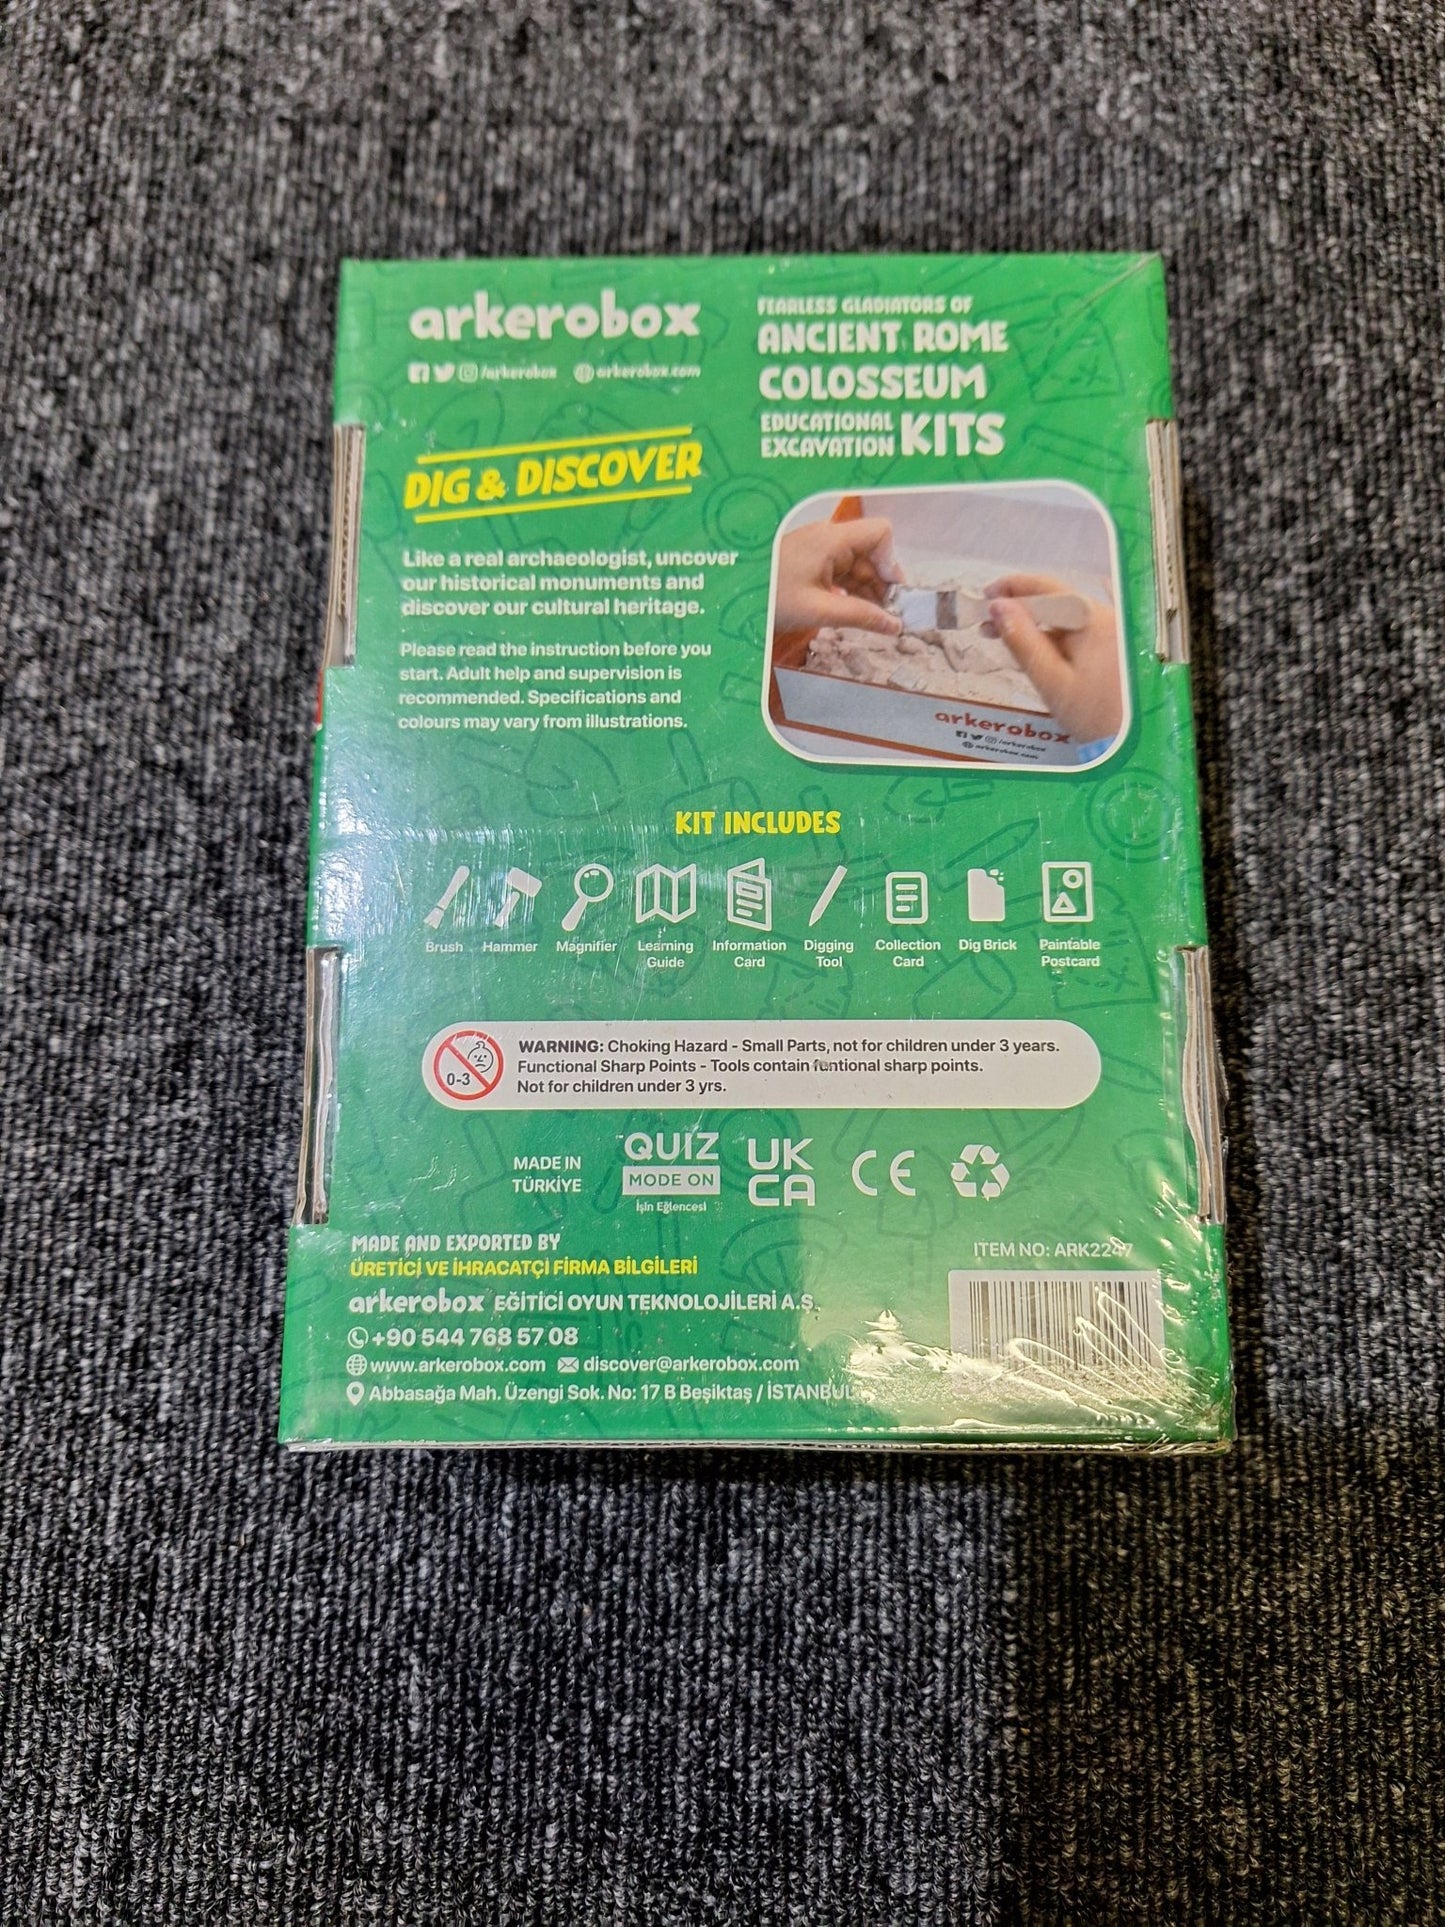 arkerobox
/arkerobox arkerobox.com
FEARLESS GLADIATORS OF
ANCIENT ROME
COLOSSEUM
EDUCATIONAL
EXCAVATION KITS
DIG & DISCOVER
Like a real archaeologist, uncover
our historical monuments and
discover our cultural heritage.
Please read the instruction before you
start. Adult help and supervision is
recommended. Specifications and
colours may vary from illustrations.
arkerobox
/arkerobox
arkerobox.com
KIT INCLUDES
Brush
Hammer
Magnifier
Learning
Guide
Information
Card
Digging
Tool
Collection
Card
Dig Brick
Paintable
Postcard
0-3
WARNING: Choking Hazard - Small Parts, not for children under 3 years.
Functional Sharp Points - Tools contain funtional sharp points.
Not for children under 3 yrs.
MADE IN
TÜRKİYE
QUIZ
MODE ON
İşin Eğlencesi
UK
CA
CE
MADE AND EXPORTED BY
ÜRETİCİ VE İHRACATÇİ FİRMA BİLGİLERİ
arkerobox EĞİTİCİ OYUN TEKNOLOJİLERİ A.Ş.
+90 544 768 57 08
www.arkerobox.com discover@arkerobox.com
Abbasağa Mah. Üzengi Sok. No: 17 B Beşiktaş / İSTANBUL
ITEM NO: ARK2247